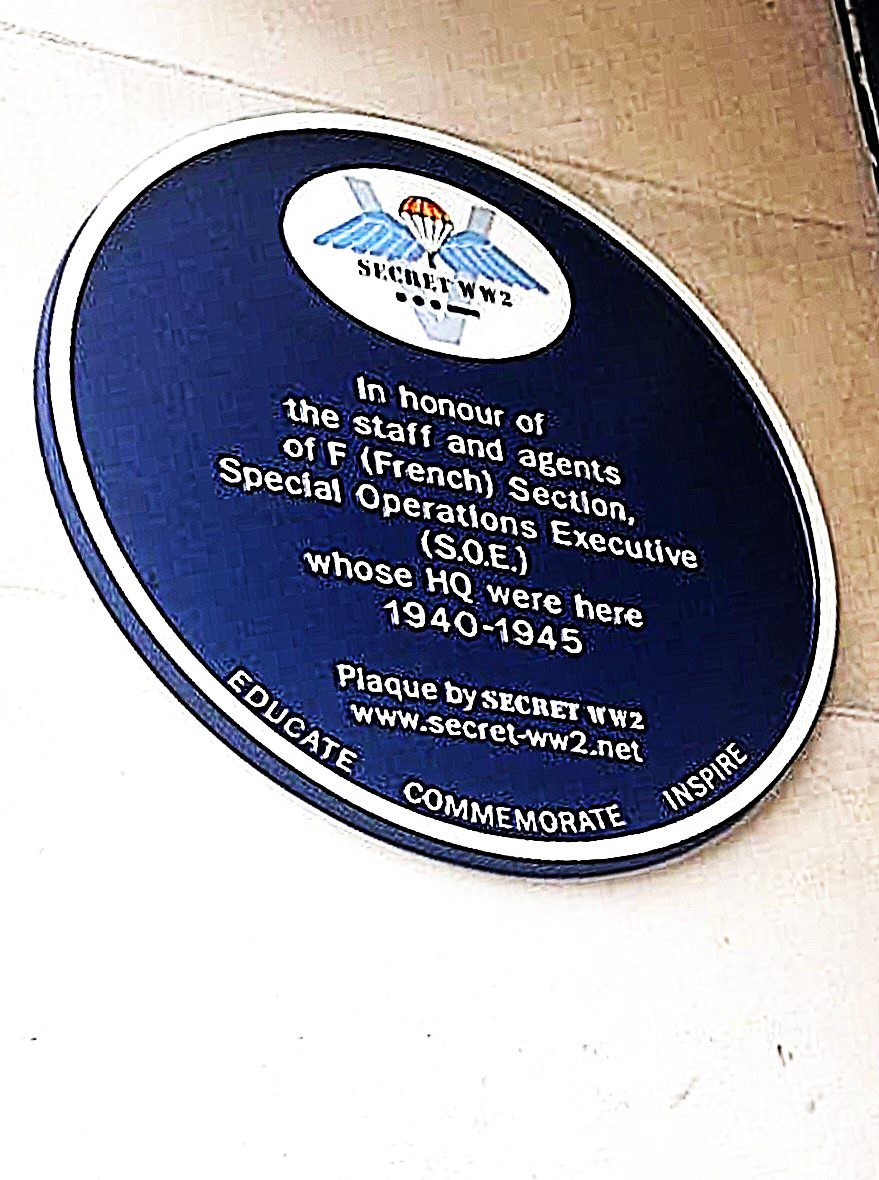 SECRET WW2
In honour of
the staff and agents
of F (French) Section,
Special Operations Executive
(S.O.E.)
whose HQ were here
1940-1945
Plaque by SECRET WW2
www.secret-ww2.net
EDUCATE COMMEMORATE INSPIRE